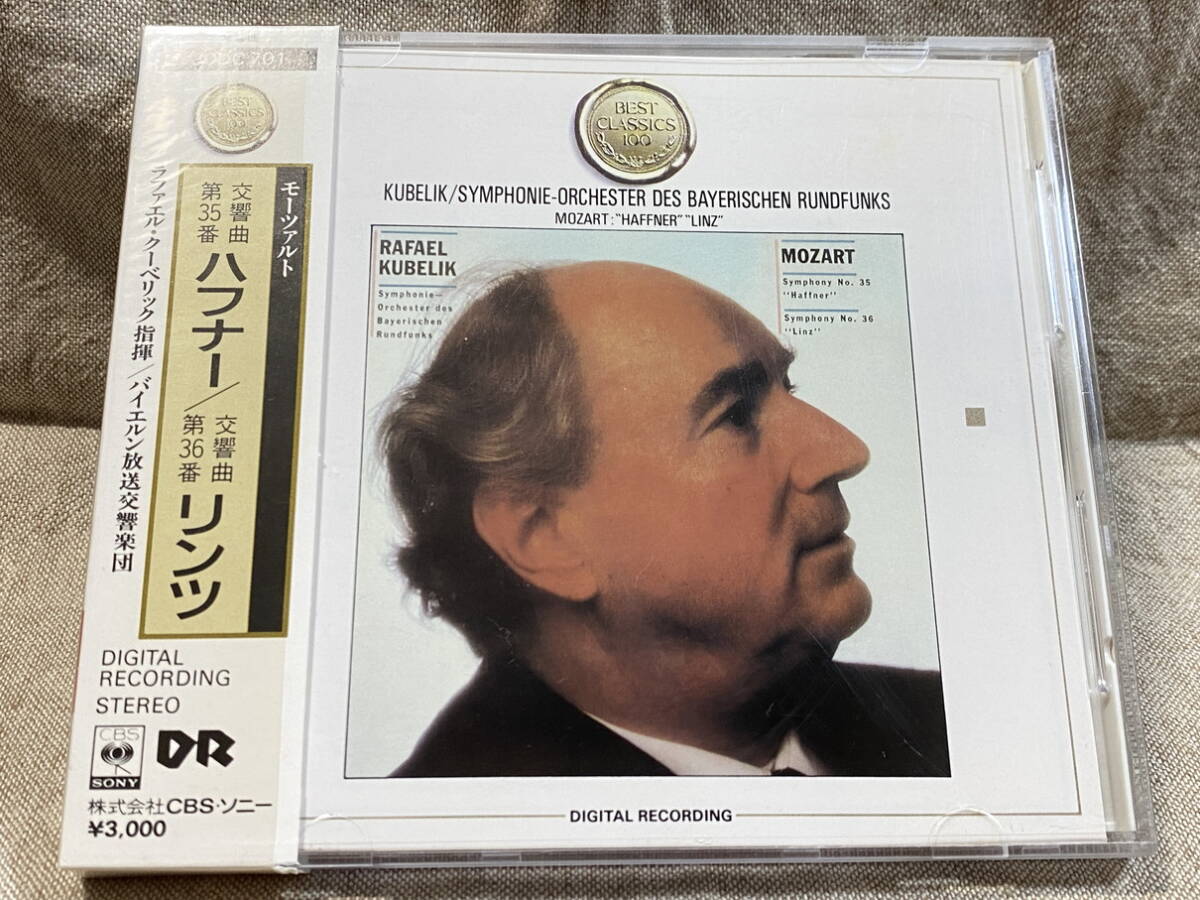 BEST
CLASSICS
100
モーツァルト
交響曲
第35番
ハフナー/
交響曲
第36番
リンツ
ラファエル・クーベリック指揮/バイエルン放送交響楽団
DIGITAL
RECORDING
STEREO
CBS
SONY
DR
株式会社CBS・ソニー
¥3,000
BEST
CLASSICS
100
KUBELIK/SYMPHONIE-ORCHESTER DES BAYERISCHEN RUNDFUNKS
MOZART: "HAFFNER" "LINZ"
RAFAEL
KUBELIK
Symphonie-
Orchester des
Bayerischen
Rundfunks
MOZART
Symphony No. 35
"Haffner"
Symphony No. 36
"Linz"
DIGITAL RECORDING